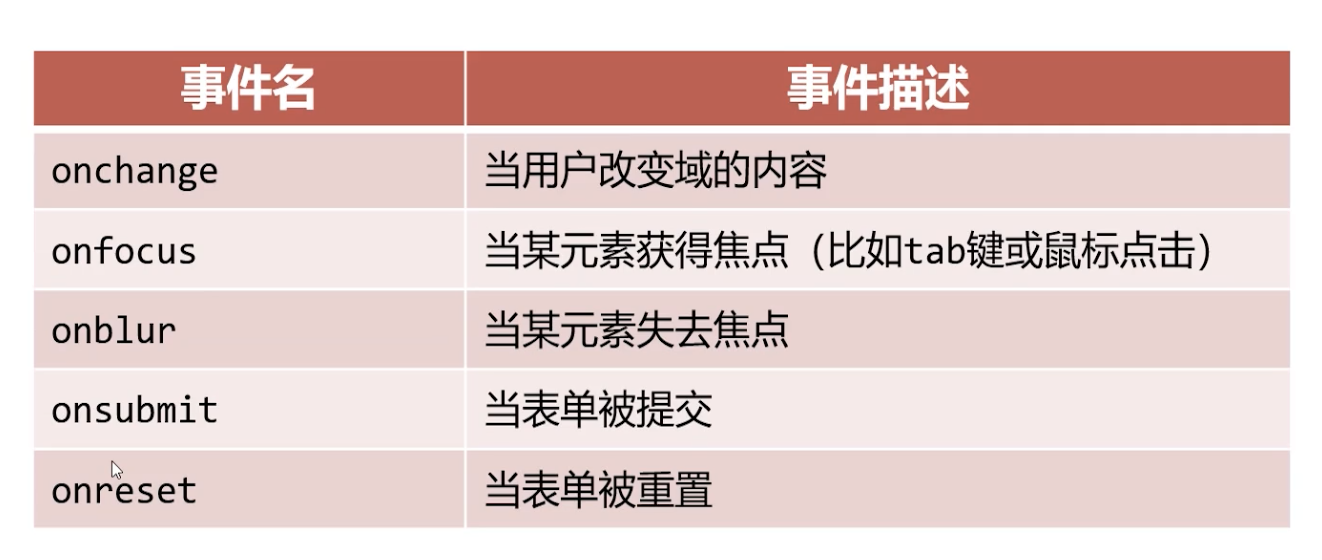 事件名 事件描述
onchange 当用户改变域的内容
onfocus 当某元素获得焦点（比如tab键或鼠标点击）
onblur 当某元素失去焦点
onsubmit 当表单被提交
onreset 当表单被重置